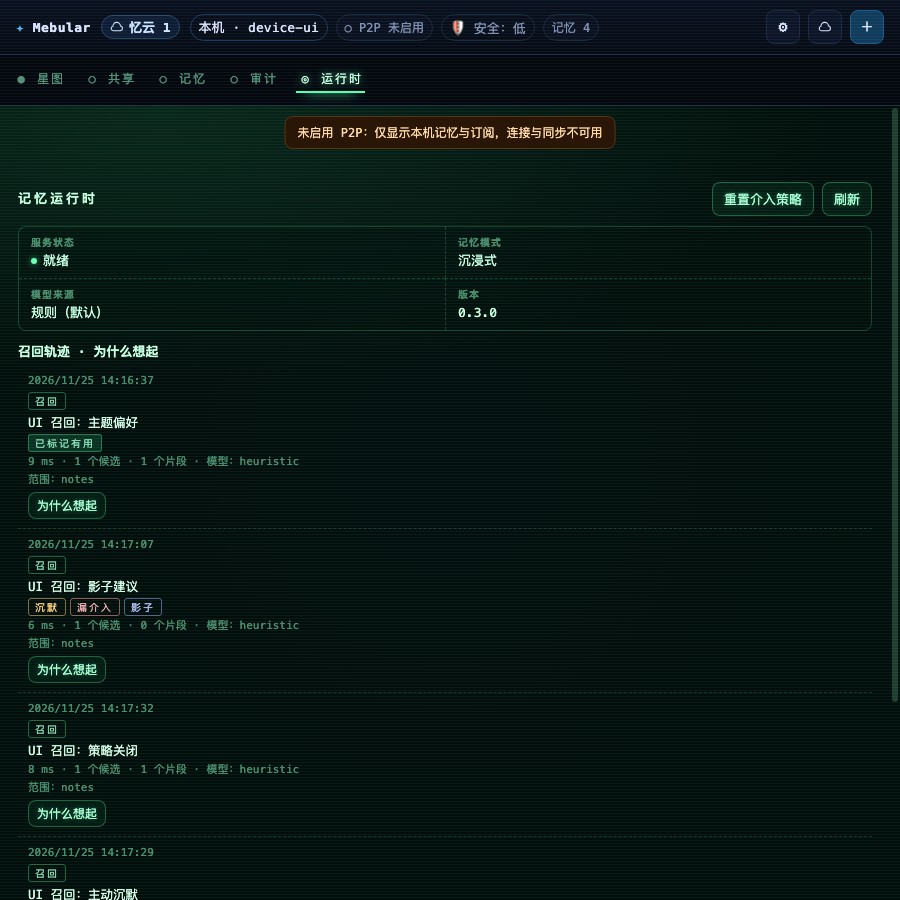 Mebular 忆云 1 本机 · device-ui P2P 未启用 安全: 低 记忆 4
星图 共享 记忆 审计 运行时
未启用 P2P: 仅显示本机记忆与订阅, 连接与同步不可用
记忆运行时 重置介入策略 刷新
服务状态 记忆模式
就绪 沉浸式
模型来源 版本
规则 (默认) 0.3.0
召回轨迹 · 为什么想起
2026/11/25 14:16:37
召回
UI 召回: 主题偏好
已标记有用
9 ms · 1 个候选 · 1 个片段 · 模型: heuristic
范围: notes
为什么想起
2026/11/25 14:17:07
召回
UI 召回: 影子建议
沉默 漏介入 影子
6 ms · 1 个候选 · 0 个片段 · 模型: heuristic
范围: notes
为什么想起
2026/11/25 14:17:32
召回
UI 召回: 策略关闭
8 ms · 1 个候选 · 1 个片段 · 模型: heuristic
范围: notes
为什么想起
2026/11/25 14:17:29
召回
UI 召回: 主动沉默